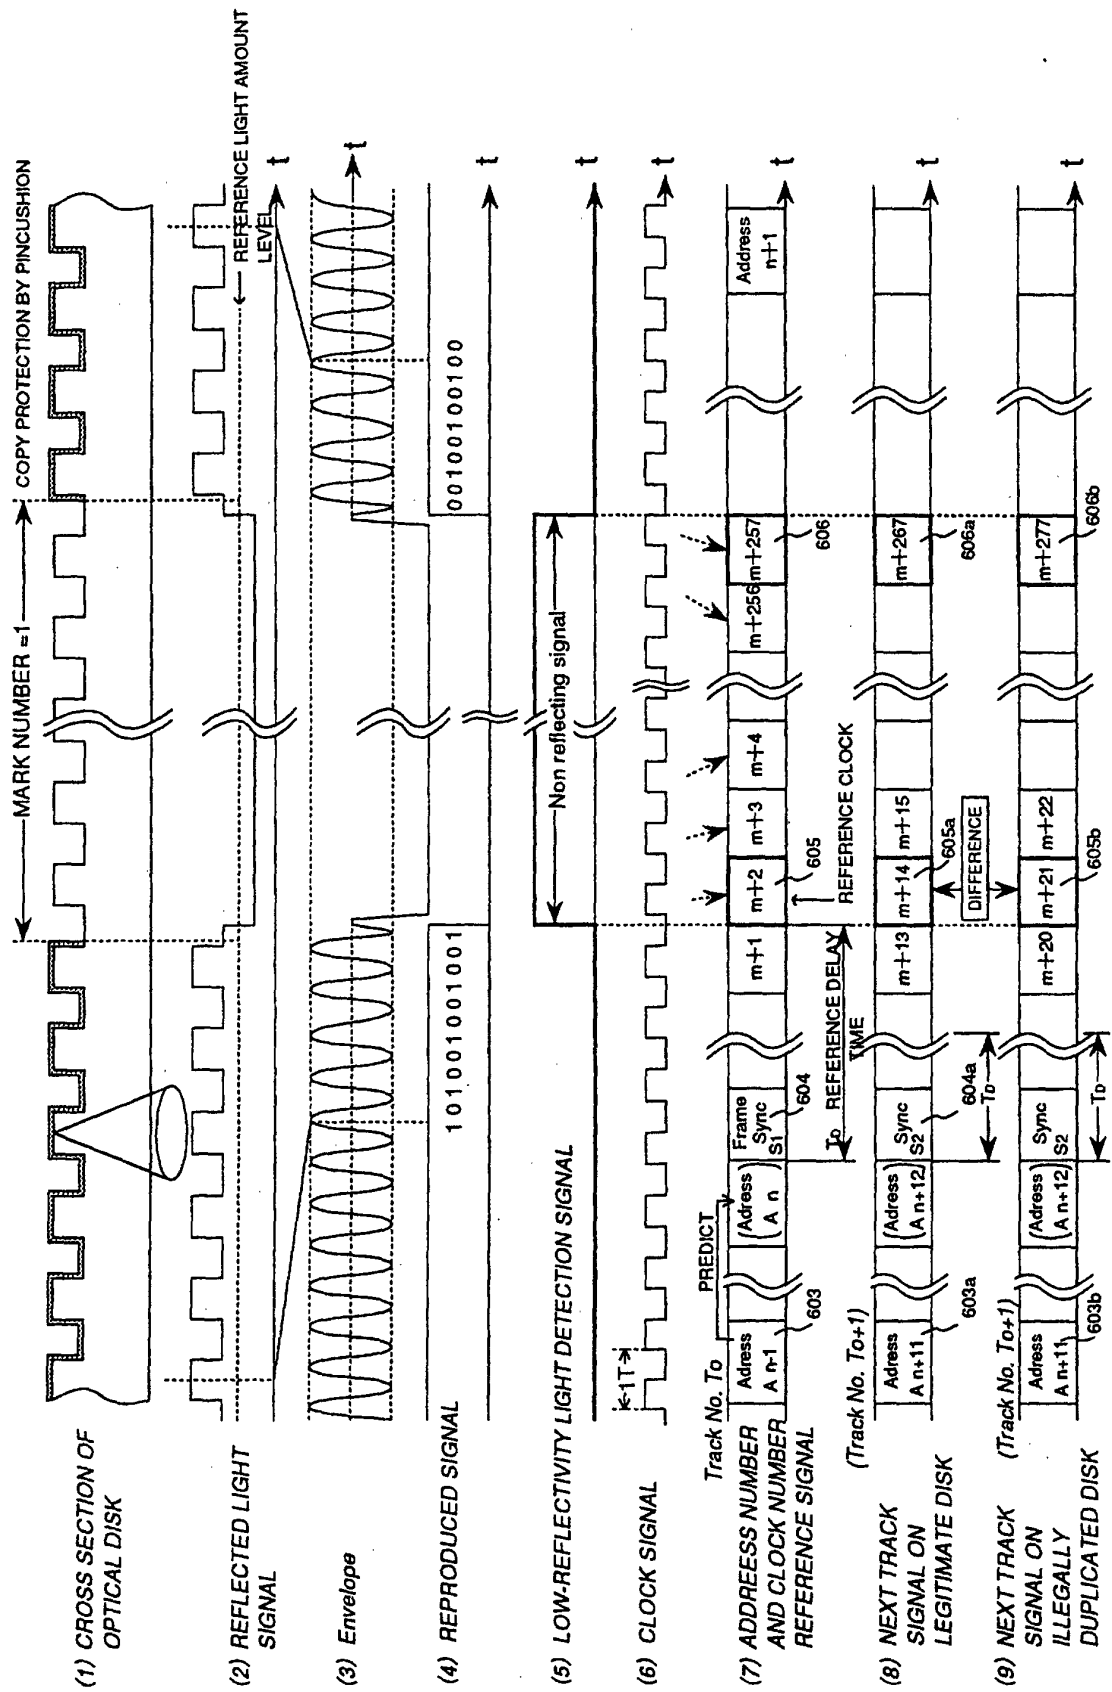 COPY PROTECTION BY PINCUSHION
MARK NUMBER =1
(1) CROSS SECTION OF
OPTICAL DISK
(2) REFLECTED LIGHT
SIGNAL
REFERENCE LIGHT AMOUNT
LEVEL
t
(3) Envelope
t
(4) REPRODUCED SIGNAL
1 0 1 0 0 1 0 0 1 0 0 1
0 0 1 0 0 1 0 0 1 0 0
t
(5) LOW-REFLECTIVITY LIGHT DETECTION SIGNAL
Non reflecting signal
t
(6) CLOCK SIGNAL
1T
t
(7) ADDREESS NUMBER
AND CLOCK NUMBER
REFERENCE SIGNAL
Track No. To
PREDICT
Adress
A n-1
603
(Adress
A n)
Frame
Sync
S1
604
m+1
m+2
605
m+3
m+4
m+256
m+257
606
Address
n+1
t
TD REFERENCE DELAY
TIME
REFERENCE CLOCK
(8) NEXT TRACK
SIGNAL ON
LEGITIMATE DISK
(Track No. To+1)
Adress
A n+11
603a
(Adress
A n+12)
Sync
S2
604a
TD
m+13
m+14
605a
m+15
m+267
606a
t
DIFFERENCE
(9) NEXT TRACK
SIGNAL ON
ILLEGALLY
DUPLICATED DISK
(Track No. To+1)
Adress
A n+11
603b
(Adress
A n+12)
Sync
S2
TD
m+20
m+21
605b
m+22
m+277
606b
t